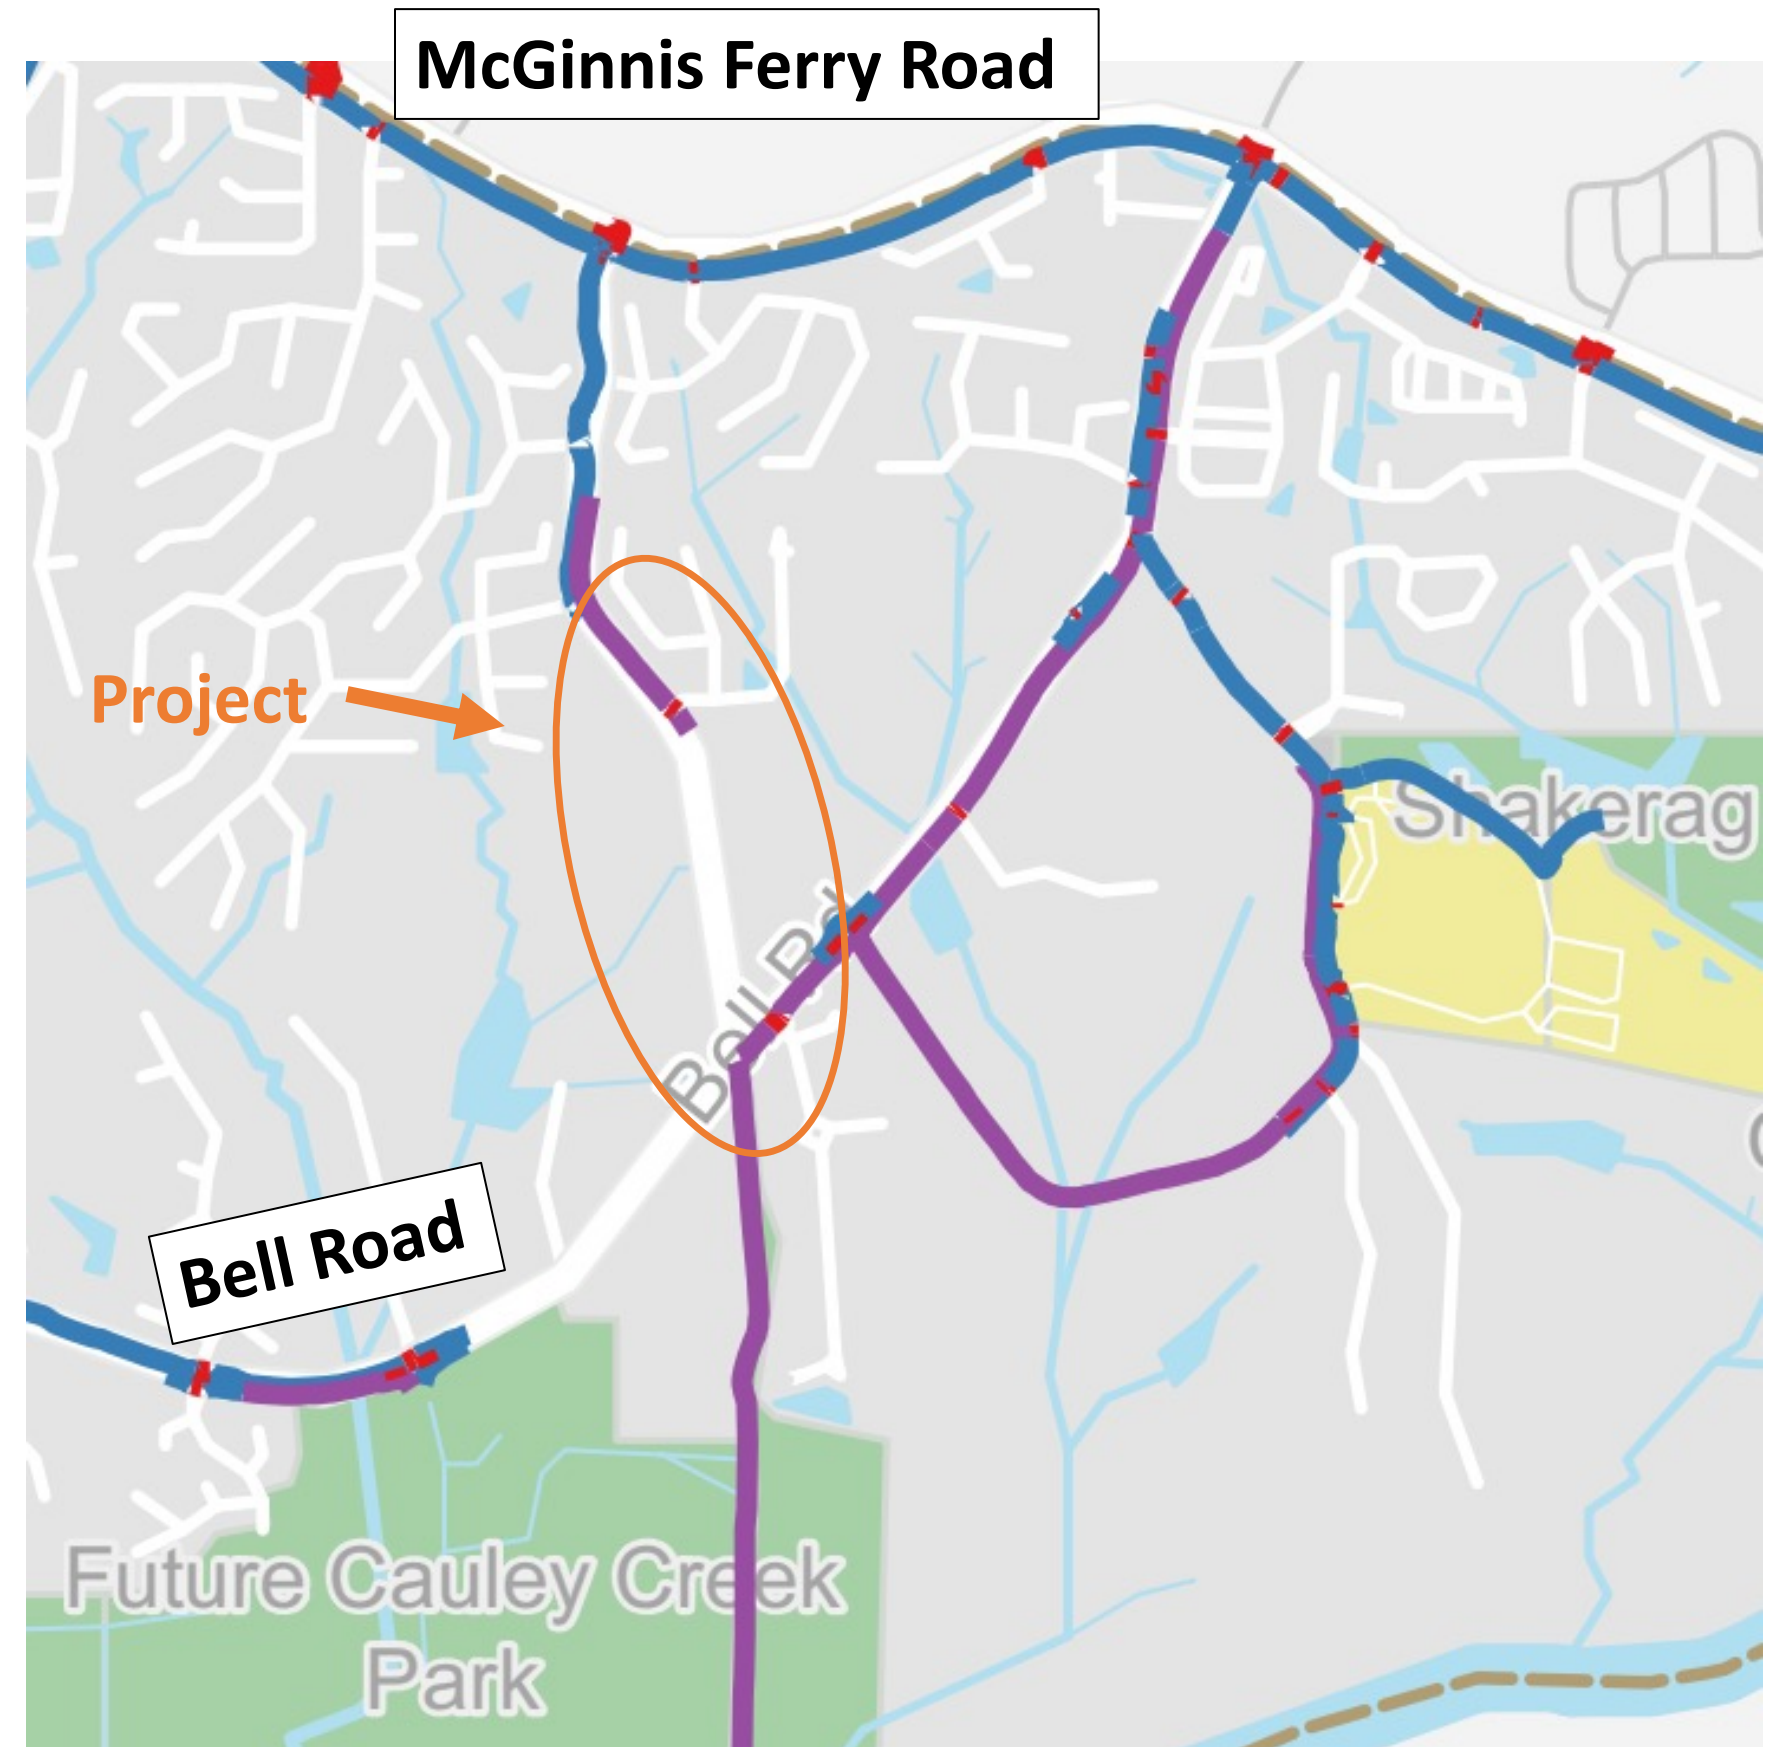 McGinnis Ferry Road
Project
Shakerag
Bell Rd
Bell Road
Future Cauley Creek
Park